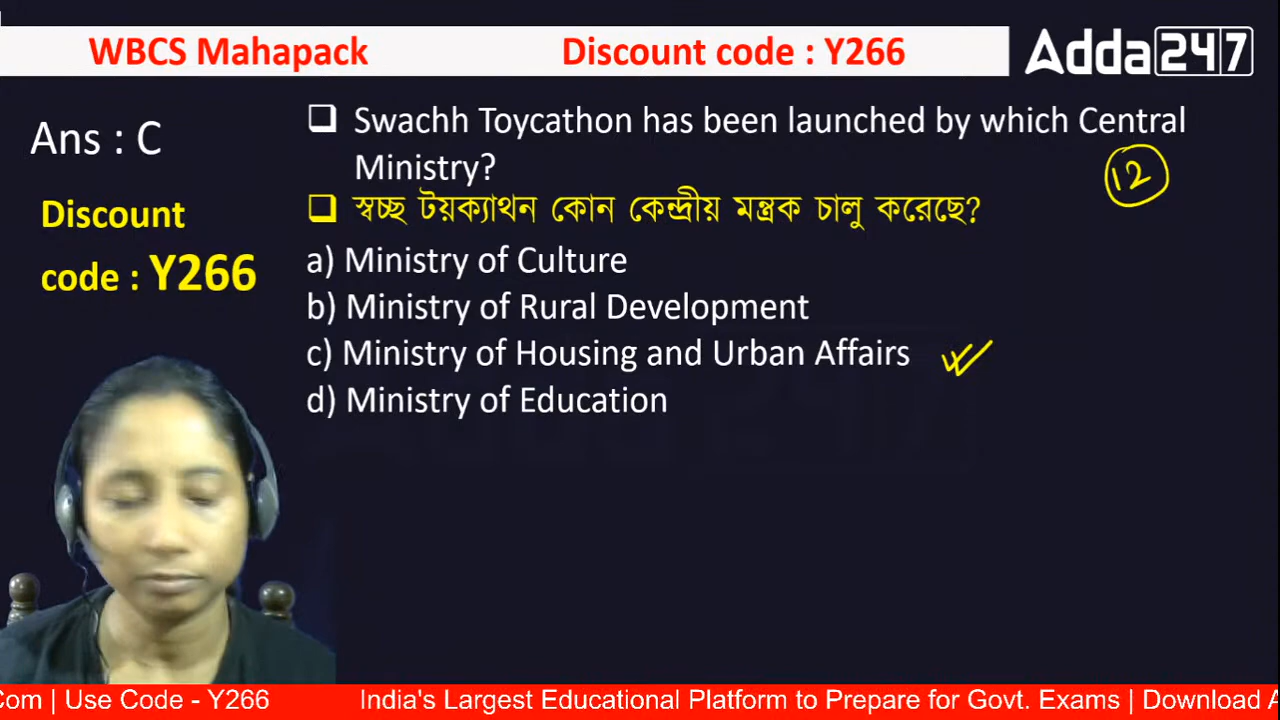 WBCS Mahapack Discount code : Y266
Adda247
Ans : C
Discount
code : Y266
Swachh Toycathon has been launched by which Central
Ministry?
12
স্বচ্ছ টয়ক্যাথন কোন কেন্দ্রীয় মন্ত্রক চালু করেছে?
a) Ministry of Culture
b) Ministry of Rural Development
c) Ministry of Housing and Urban Affairs
d) Ministry of Education
Com | Use Code - Y266 India's Largest Educational Platform to Prepare for Govt. Exams | Download A